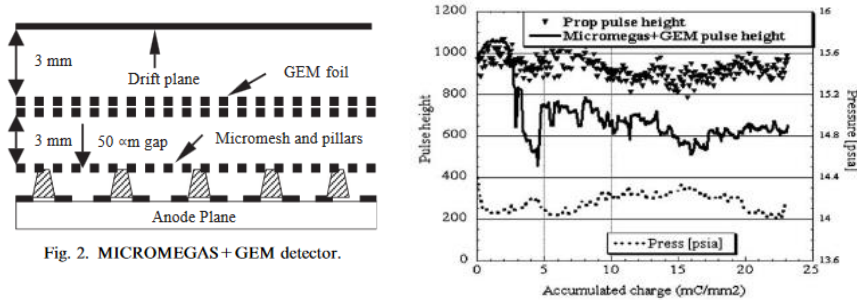 3 mm
Drift plane
GEM foil
3 mm
50 ∝m gap
Micromesh and pillars
Anode Plane
Fig. 2. MICROMEGAS+GEM detector.
Prop pulse height
Micromegas+GEM pulse height
1200
1000
800
600
400
200
0
Pulse height
16
15.6
15.2
14.8
14.4
14
13.6
Pressure [psia]
Press [psia]
0
5
10
15
20
25
Accumulated charge (mC/mm2)